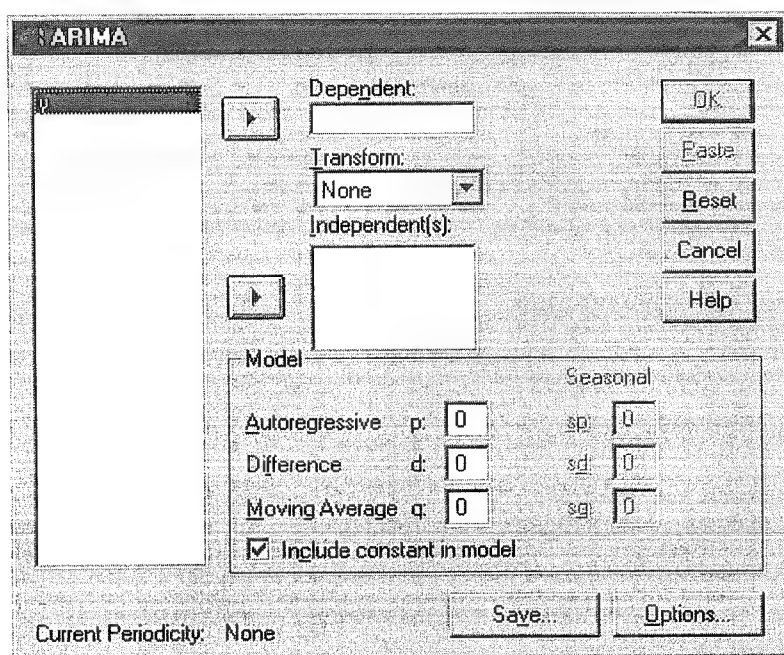 ARIMA
y
Dependent:
Transform:
None
Independent(s):
OK
Paste
Reset
Cancel
Help
Model
Seasonal
Autoregressive p: 0 sp: 0
Difference d: 0 sd: 0
Moving Average q: 0 sq: 0
Include constant in model
Current Periodicity: None
Save...
Options...